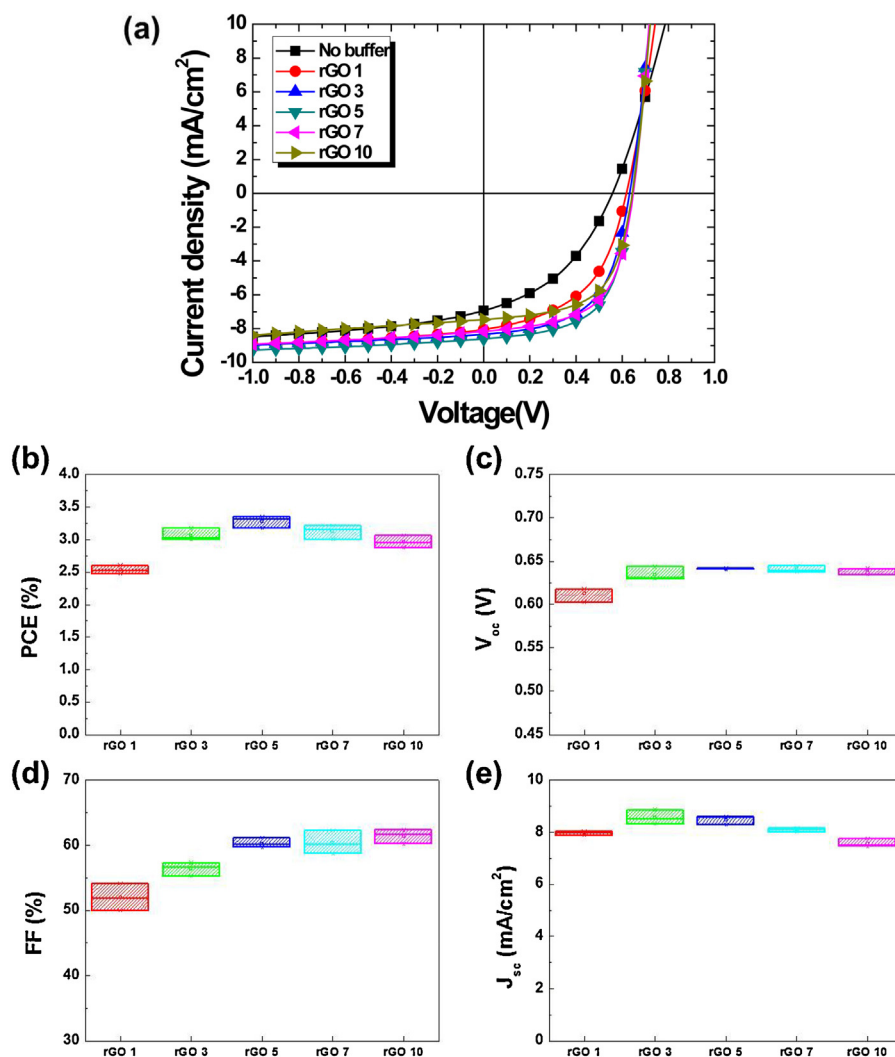 (a)
10
8
6
4
2
0
-2
-4
-6
-8
-10
Current density (mA/cm²)
No buffer
rGO 1
rGO 3
rGO 5
rGO 7
rGO 10
-1.0 -0.8 -0.6 -0.4 -0.2 0.0 0.2 0.4 0.6 0.8 1.0
Voltage(V)
(b)
4.0
3.5
3.0
2.5
2.0
1.5
1.0
0.5
0.0
PCE (%)
rGO 1 rGO 3 rGO 5 rGO 7 rGO 10
(c)
0.75
0.70
0.65
0.60
0.55
0.50
0.45
Voc (V)
rGO 1 rGO 3 rGO 5 rGO 7 rGO 10
(d)
70
60
50
40
30
FF (%)
rGO 1 rGO 3 rGO 5 rGO 7 rGO 10
(e)
10
8
6
4
2
0
Jsc (mA/cm²)
rGO 1 rGO 3 rGO 5 rGO 7 rGO 10